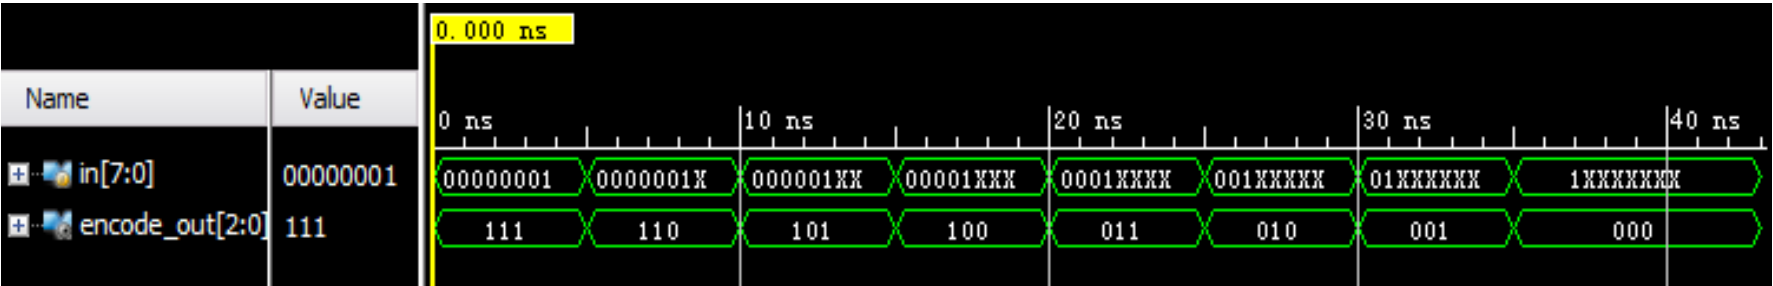 0.000 ns
Name Value
0 ns 10 ns 20 ns 30 ns 40 ns
in[7:0] 00000001 00000001 0000001X 000001XX 00001XXX 0001XXXX 001XXXXX 01XXXXXX 1XXXXXXX
encode_out[2:0] 111 111 110 101 100 011 010 001 000